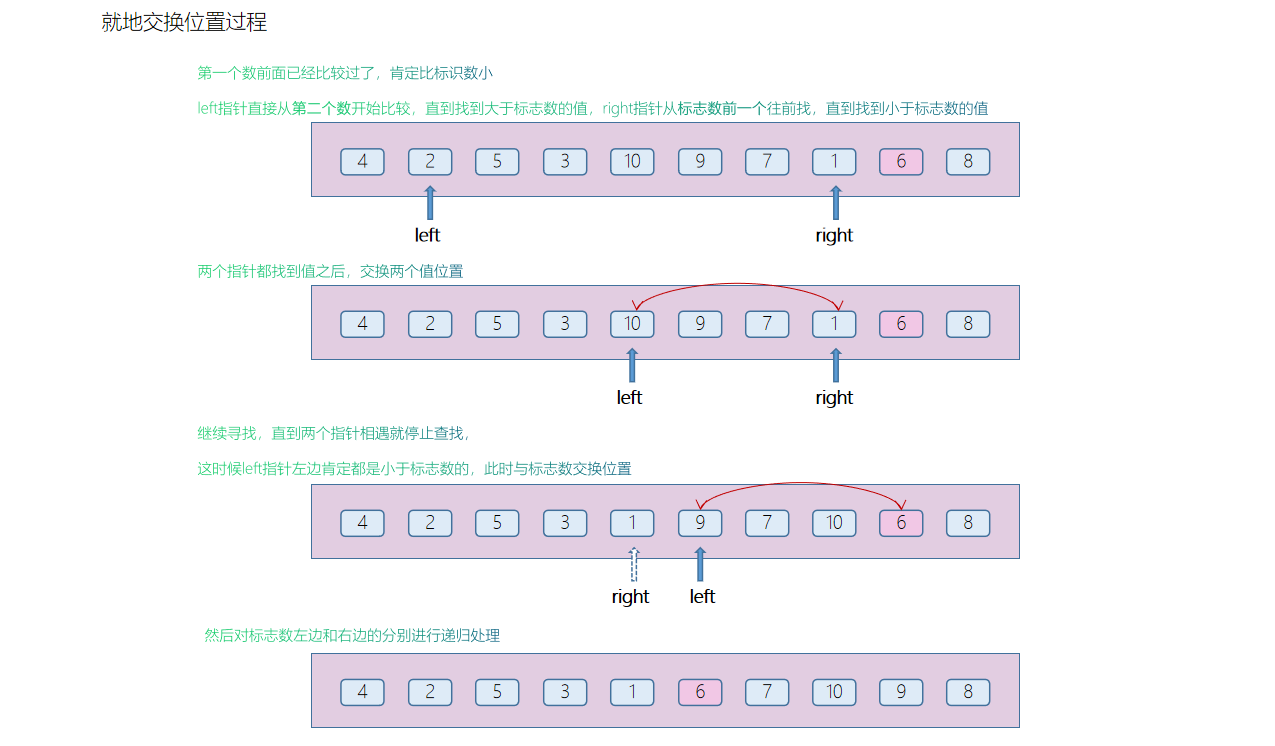 就地交换位置过程
第一个数前面已经比较过了，肯定比标识数小
left指针直接从第二个数开始比较，直到找到大于标志数的值，right指针从标志数前一个往前找，直到找到小于标志数的值
4 2 5 3 10 9 7 1 6 8
left right
两个指针都找到值之后，交换两个值位置
4 2 5 3 10 9 7 1 6 8
left right
继续寻找，直到两个指针相遇就停止查找，
这时候left指针左边肯定都是小于标志数的，此时与标志数交换位置
4 2 5 3 1 9 7 10 6 8
right left
然后对标志数左边和右边的分别进行递归处理
4 2 5 3 1 6 7 10 9 8